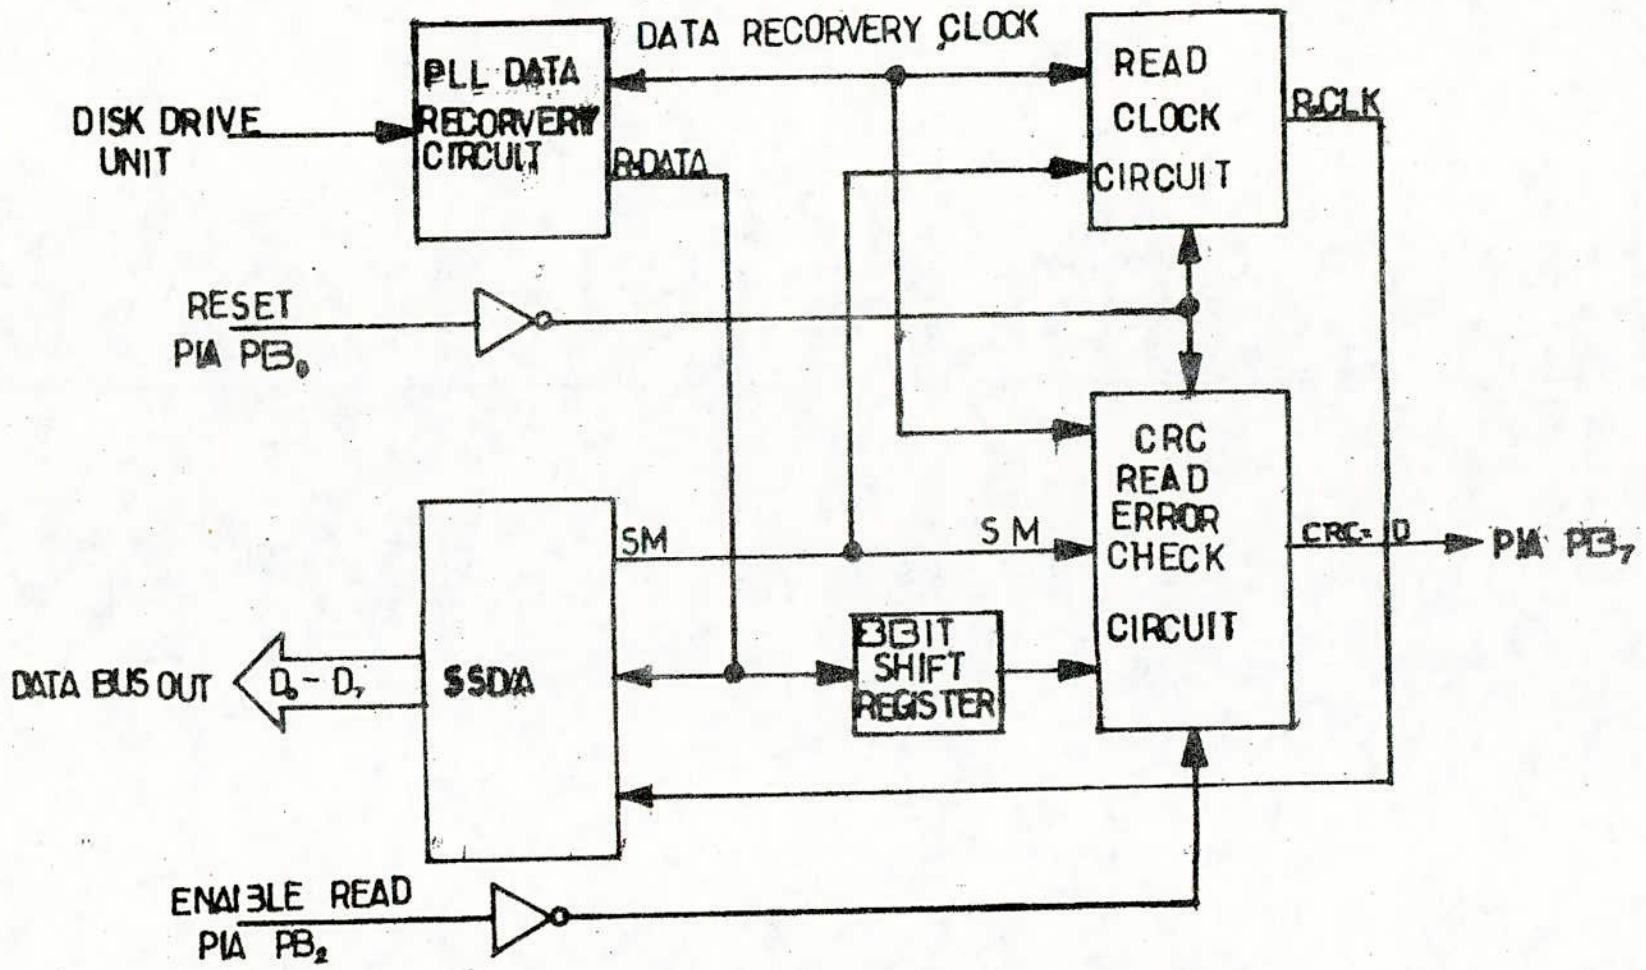 DATA RECORVERY CLOCK
PLL DATA
RECORVERY
CIRCUIT
READ
CLOCK
CIRCUIT
R-CLK
DISK DRIVE
UNIT
R-DATA
RESET
PIA PB₀
CRC
READ
ERROR
CHECK
CIRCUIT
SM
SM
CRC= 0
PIA PB₇
8BIT
SHIFT
REGISTER
DATA BUS OUT
D₀ - D₇
SSDA
ENABLE READ
PIA PB₂